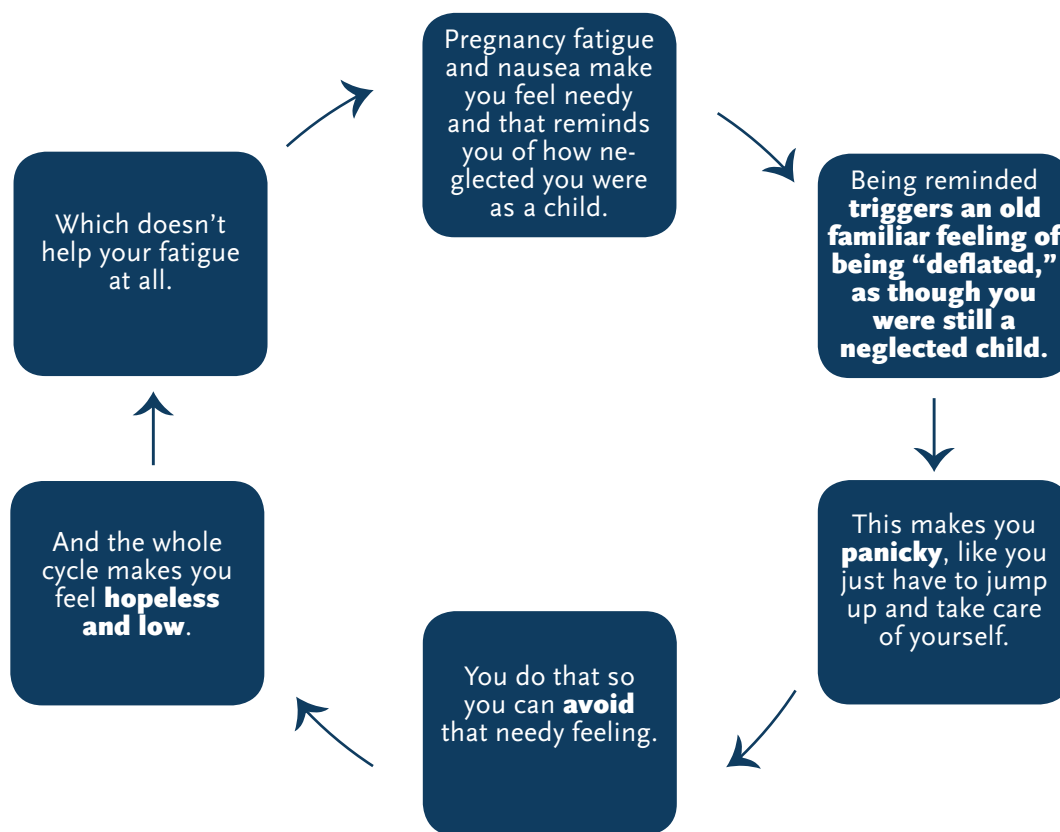 Pregnancy fatigue
and nausea make
you feel needy
and that reminds
you of how ne-
glected you were
as a child.
Being reminded
triggers an old
familiar feeling of
being “deflated,”
as though you
were still a
neglected child.
This makes you
panicky, like you
just have to jump
up and take care
of yourself.
You do that so
you can avoid
that needy feeling.
And the whole
cycle makes you
feel hopeless
and low.
Which doesn’t
help your fatigue
at all.